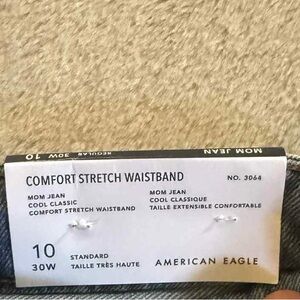 10 30W REGULAR MOM JEAN
COMFORT STRETCH WAISTBAND NO. 3064
MOM JEAN
COOL CLASSIC
COMFORT STRETCH WAISTBAND
MOM JEAN
COOL CLASSIQUE
TAILLE EXTENSIBLE CONFORTABLE
10
30W
STANDARD
TAILLE TRÈS HAUTE
AMERICAN EAGLE